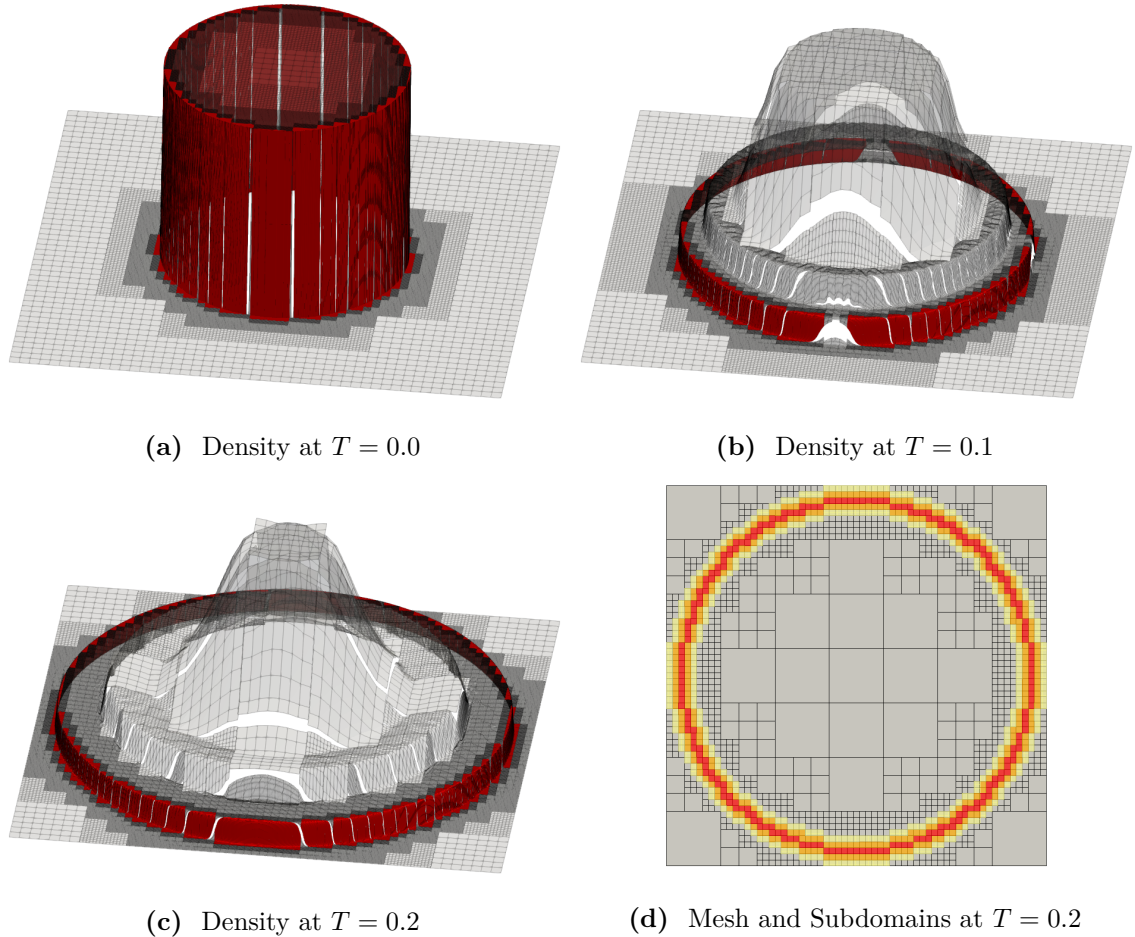 (a) Density at T = 0.0
(b) Density at T = 0.1
(c) Density at T = 0.2
(d) Mesh and Subdomains at T = 0.2